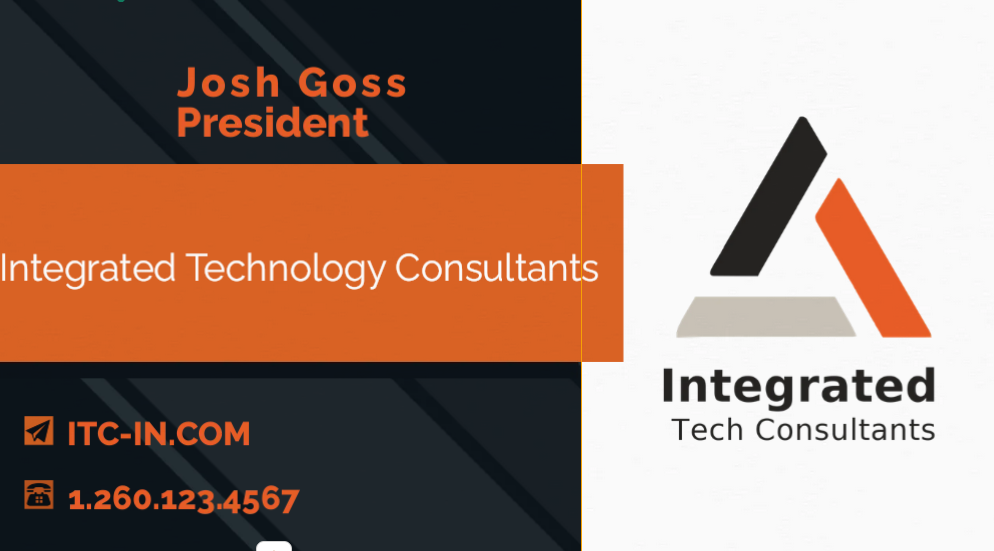 Josh Goss
President
Integrated Technology Consultants
ITC-IN.COM
1.260.123.4567
Integrated
Tech Consultants